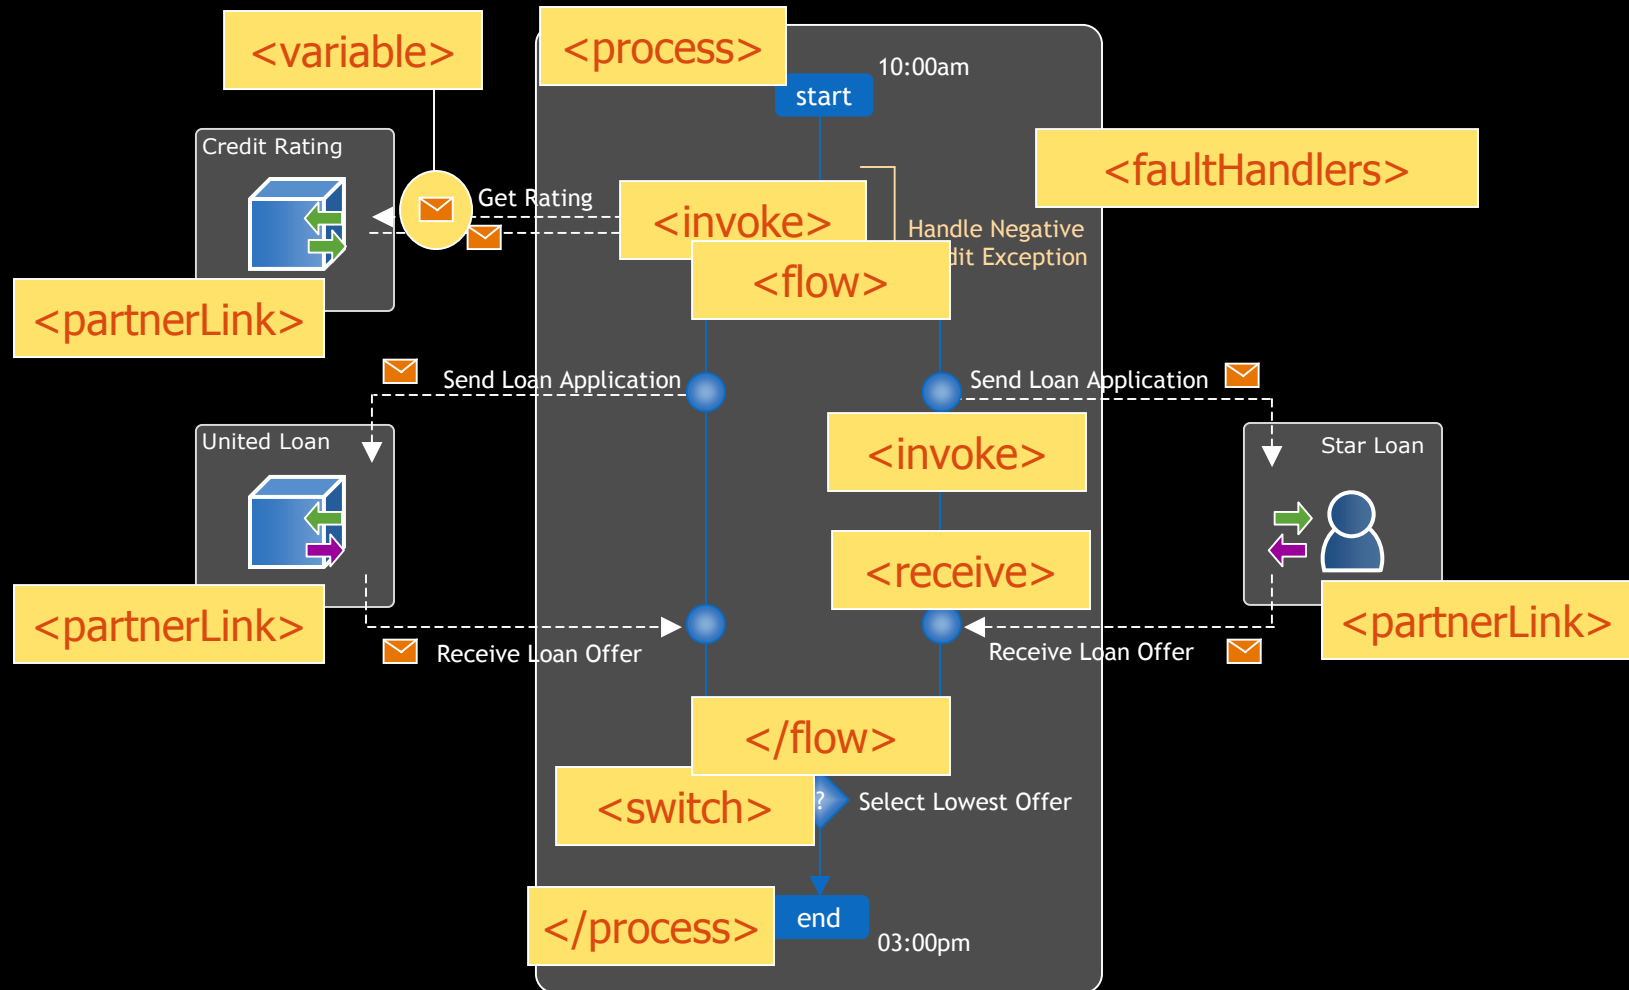 <variable>
<process>
10:00am
start
Credit Rating
<faultHandlers>
Get Rating
<invoke>
Handle Negative
dit Exception
<flow>
<partnerLink>
Send Loan Application
Send Loan Application
United Loan
<invoke>
Star Loan
<receive>
<partnerLink>
<partnerLink>
Receive Loan Offer
Receive Loan Offer
</flow>
<switch>
?
Select Lowest Offer
</process>
end
03:00pm